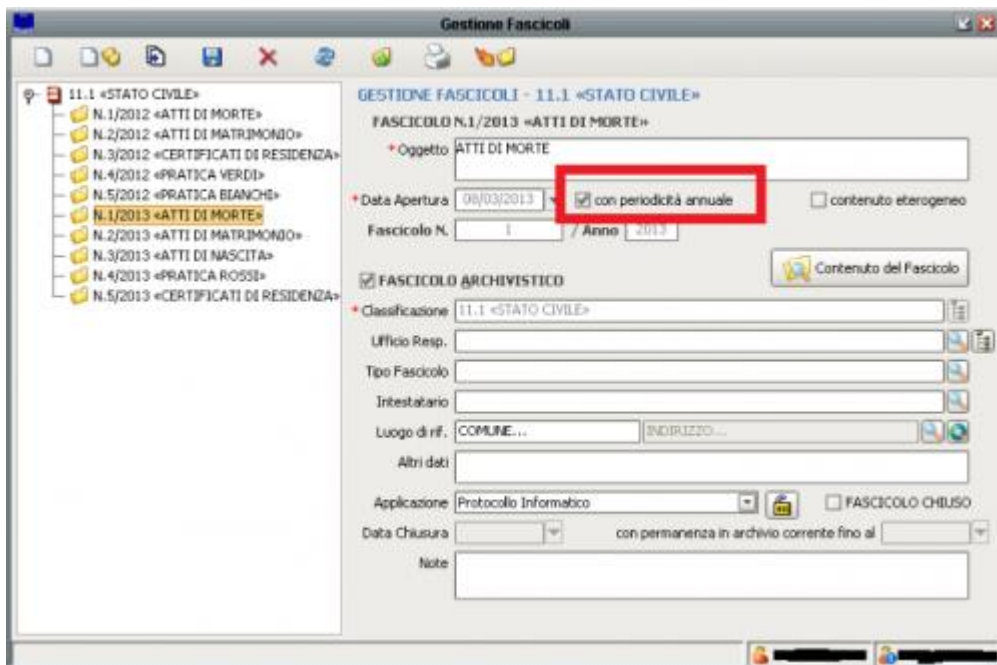 Gestione Fascicoli
11.1 «STATO CIVILE»
N.1/2012 «ATTI DI MORTE»
N.2/2012 «ATTI DI MATRIMONIO»
N.3/2012 «CERTIFICATI DI RESIDENZA»
N.4/2012 «PRATICA VERDI»
N.5/2012 «PRATICA BIANCHI»
N.1/2013 «ATTI DI MORTE»
N.2/2013 «ATTI DI MATRIMONIO»
N.3/2013 «ATTI DI NASCITA»
N.4/2013 «PRATICA ROSSI»
N.5/2013 «CERTIFICATI DI RESIDENZA»
GESTIONE FASCICOLI - 11.1 «STATO CIVILE»
FASCICOLO N.1/2013 «ATTI DI MORTE»
*Oggetto ATTI DI MORTE
*Data Apertura 08/03/2013 con periodicità annuale contenuto eterogeneo
Fascicolo N. 1 / Anno 2013
Contenuto del Fascicolo
FASCICOLO ARCHIVISTICO
*Classificazione 11.1 «STATO CIVILE»
Ufficio Resp.
Tipo Fascicolo
Intestatario
Luogo di rif. COMUNE... INDIRIZZO...
Altri dati
Applicazione Protocollo Informatico FASCICOLO CHIUSO
Data Chiusura con permanenza in archivio corrente fino al
Note